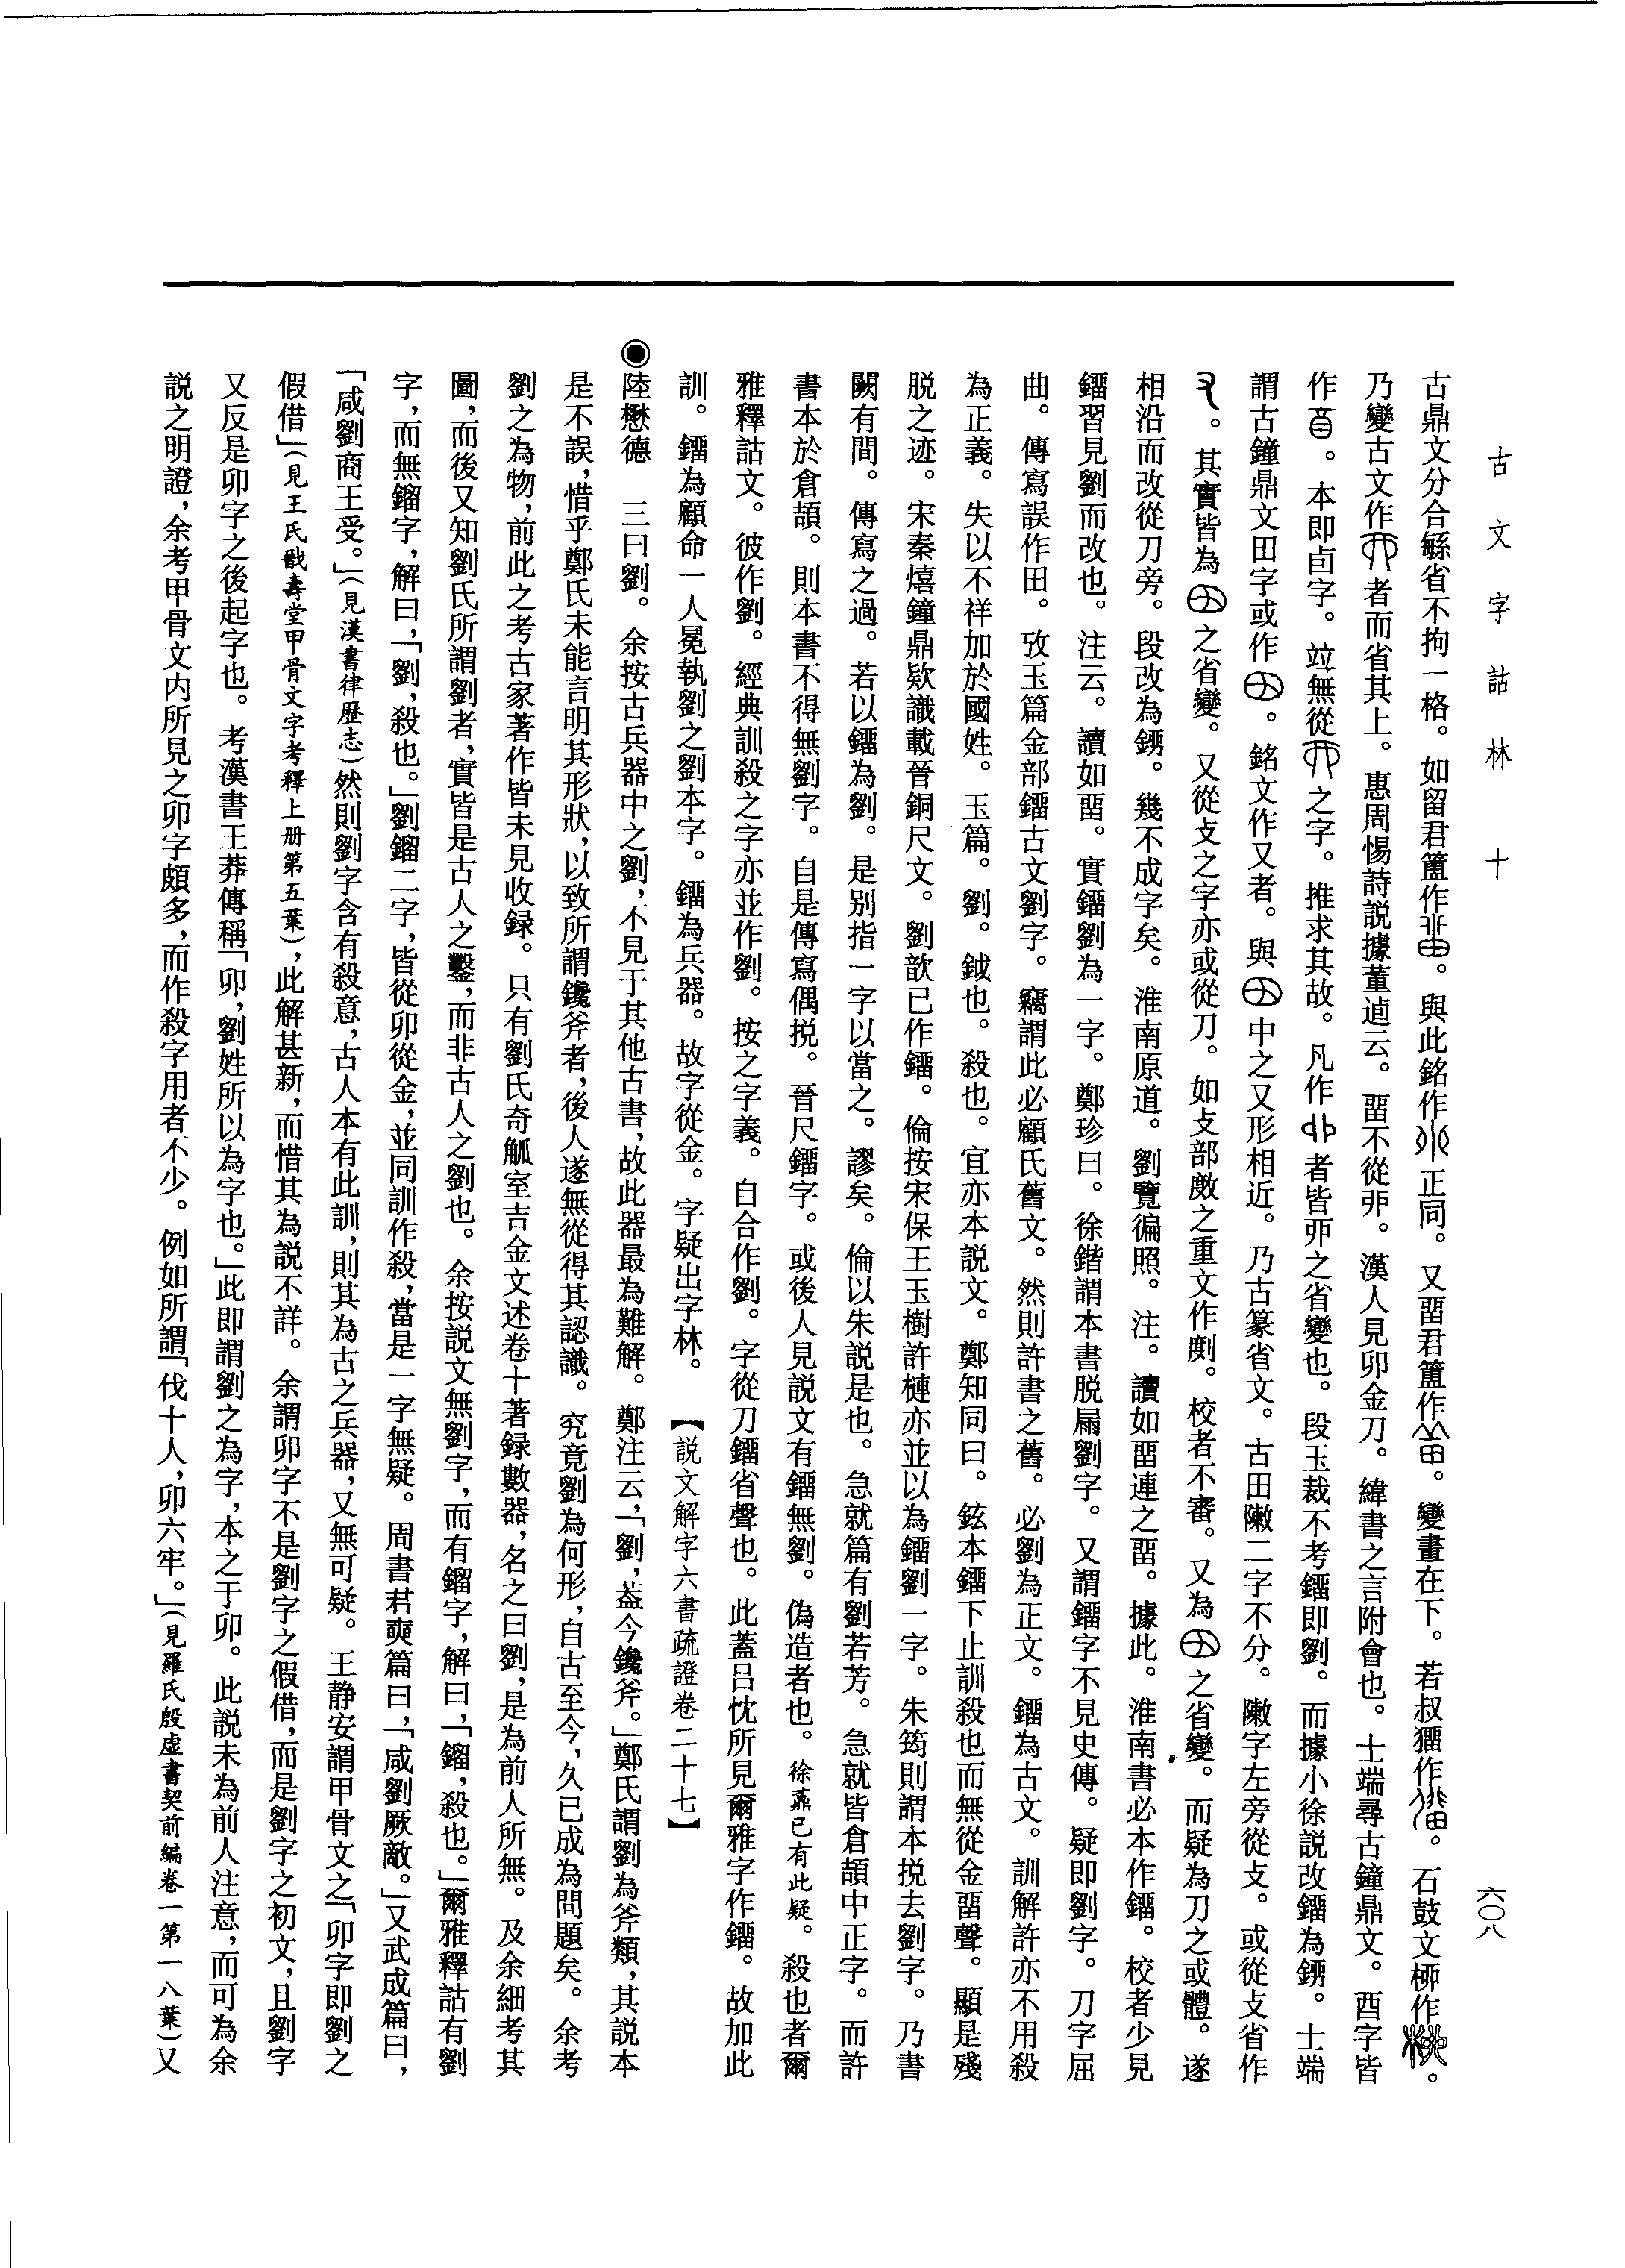 古文字詁林 十
六〇八
古鼎文分合緐省不拘一格。如留君簠作。與此銘作正同。又畱君簠作。變畫在下。若叔猶作。石鼓文桺作。
乃變古文作者而省其上。惠周惕詩説據董逌云。畱不從丣。漢人見卯金刀。緯書之言附會也。士端尋古鐘鼎文。酉字皆
作。本即卣字。竝無從之字。推求其故。凡作者皆丣之省變也。段玉裁不考鐂即劉。而據小徐説改鐂為鎦。士端
謂古鐘鼎文田字或作。銘文作又者。與中之又形相近。乃古篆省文。古田敶二字不分。敶字左旁從攴。或從攴省作
。其實皆為之省變。又從攴之字亦或從刀。如攴部敳之重文作剴。校者不審。又為之省變。而疑為刀之或體。遂
相沿而改從刀旁。段改為鎦。幾不成字矣。淮南原道。劉覽徧照。注。讀如畱連之畱。據此。淮南書必本作鐂。校者少見
鐂習見劉而改也。注云。讀如畱。實鐂劉為一字。鄭珍曰。徐鍇謂本書脱屚劉字。又謂鐂字不見史傳。疑即劉字。刀字屈
曲。傳寫誤作田。攷玉篇金部鐂古文劉字。竊謂此必顧氏舊文。然則許書之舊。必劉為正文。鐂為古文。訓解許亦不用殺
為正義。失以不祥加於國姓。玉篇。劉。鉞也。殺也。宜亦本説文。鄭知同曰。鉉本鐂下止訓殺也而無從金畱聲。顯是殘
脱之迹。宋秦熺鐘鼎欵識載晉銅尺文。劉歆已作鐂。倫按宋保王玉樹許槤亦並以為鐂劉一字。朱筠則謂本捝去劉字。乃書
闕有間。傳寫之過。若以鐂為劉。是別指一字以當之。謬矣。倫以朱説是也。急就篇有劉若芳。急就皆倉頡中正字。而許
書本於倉頡。則本書不得無劉字。自是傳寫偶捝。晉尺鐂字。或後人見説文有鐂無劉。偽造者也。徐鼒已有此疑。殺也者爾
雅釋詁文。彼作劉。經典訓殺之字亦並作劉。按之字義。自合作劉。字從刀鐂省聲也。此蓋呂忱所見爾雅字作鐂。故加此
訓。鐂為顧命一人冕執劉之劉本字。鐂為兵器。故字從金。字疑出字林。 【説文解字六書疏證卷二十七】
◉陸懋德 三曰劉。余按古兵器中之劉，不見于其他古書，故此器最為難解。鄭注云，「劉，葢今鑱斧。」鄭氏謂劉為斧類，其説本
是不誤，惜乎鄭氏未能言明其形狀，以致所謂鑱斧者，後人遂無從得其認識。究竟劉為何形，自古至今，久已成為問題矣。余考
劉之為物，前此之考古家著作皆未見收録。只有劉氏奇觚室吉金文述卷十著録數器，名之曰劉，是為前人所無。及余細考其
圖，而後又知劉氏所謂劉者，實皆是古人之鑿，而非古人之劉也。余按説文無劉字，而有鎦字，解曰，「鎦，殺也。」爾雅釋詁有劉
字，而無鎦字，解曰，「劉，殺也。」劉鎦二字，皆從卯從金，並同訓作殺，當是一字無疑。周書君奭篇曰，「咸劉厥敵。」又武成篇曰，
「咸劉商王受。」（見漢書律歷志）然則劉字含有殺意，古人本有此訓，則其為古之兵器，又無可疑。王静安謂甲骨文之「卯字即劉之
假借」（見王氏戩壽堂甲骨文字考釋上册第五葉），此解甚新，而惜其為説不詳。余謂卯字不是劉字之假借，而是劉字之初文，且劉字
又反是卯字之後起字也。考漢書王莽傳稱「卯，劉姓所以為字也。」此即謂劉之為字，本之于卯。此説未為前人注意，而可為余
説之明證，余考甲骨文内所見之卯字頗多，而作殺字用者不少。例如所謂「伐十人，卯六牢。」（見羅氏殷虚書契前編卷一第一八葉）又